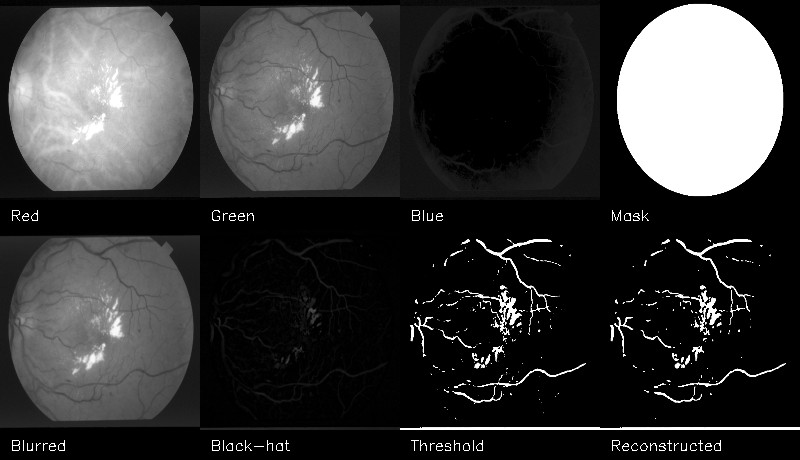 Red
Green
Blue
Mask
Blurred
Black-hat
Threshold
Reconstructed